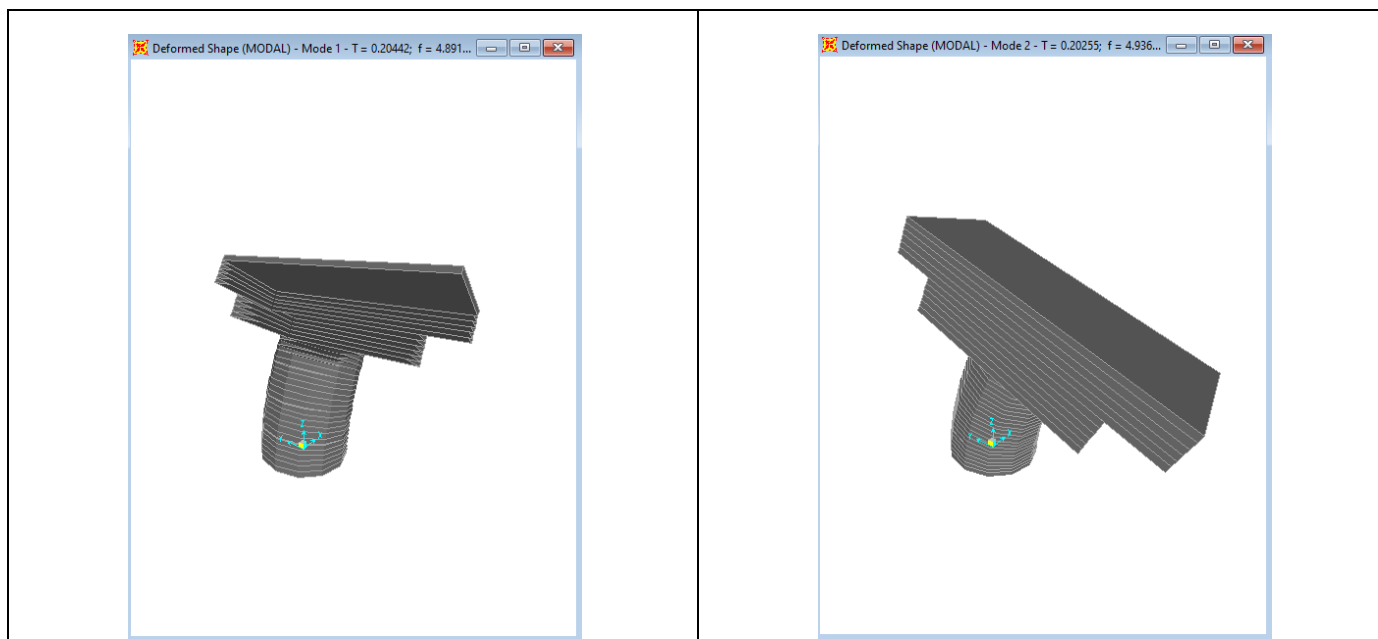 Deformed Shape (MODAL) - Mode 1 - T = 0.20442; f = 4.891...
Deformed Shape (MODAL) - Mode 2 - T = 0.20255; f = 4.936...
Z
Y
X
Z
Y
X